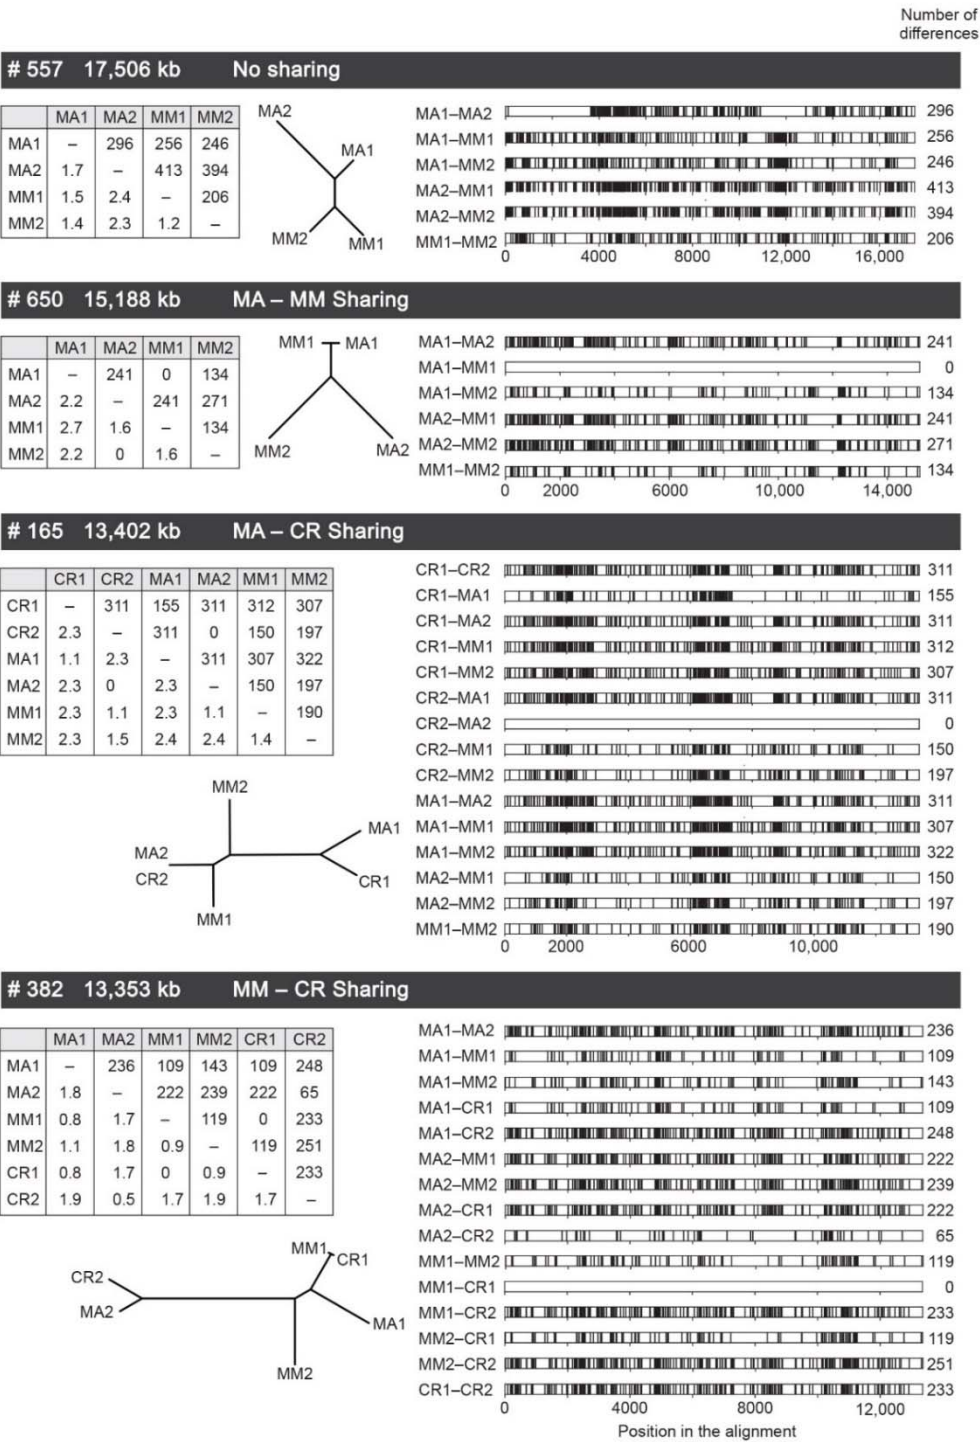 Number of
differences
# 557 17,506 kb No sharing
MA1 MA2 MM1 MM2
MA1 – 296 256 246
MA2 1.7 – 413 394
MM1 1.5 2.4 – 206
MM2 1.4 2.3 1.2 –
MA2
MA1
MM2
MM1
MA1–MA2 296
MA1–MM1 256
MA1–MM2 246
MA2–MM1 413
MA2–MM2 394
MM1–MM2 206
0 4000 8000 12,000 16,000
# 650 15,188 kb MA – MM Sharing
MA1 MA2 MM1 MM2
MA1 – 241 0 134
MA2 2.2 – 241 271
MM1 2.7 1.6 – 134
MM2 2.2 0 1.6 –
MM1 MA1
MM2 MA2
MA1–MA2 241
MA1–MM1 0
MA1–MM2 134
MA2–MM1 241
MA2–MM2 271
MM1–MM2 134
0 2000 6000 10,000 14,000
# 165 13,402 kb MA – CR Sharing
CR1 CR2 MA1 MA2 MM1 MM2
CR1 – 311 155 311 312 307
CR2 2.3 – 311 0 150 197
MA1 1.1 2.3 – 311 307 322
MA2 2.3 0 2.3 – 150 197
MM1 2.3 1.1 2.3 1.1 – 190
MM2 2.3 1.5 2.4 2.4 1.4 –
MM2
MA1
MA2
CR2
CR1
MM1
CR1–CR2 311
CR1–MA1 155
CR1–MA2 311
CR1–MM1 312
CR1–MM2 307
CR2–MA1 311
CR2–MA2 0
CR2–MM1 150
CR2–MM2 197
MA1–MA2 311
MA1–MM1 307
MA1–MM2 322
MA2–MM1 150
MA2–MM2 197
MM1–MM2 190
0 2000 6000 10,000
# 382 13,353 kb MM – CR Sharing
MA1 MA2 MM1 MM2 CR1 CR2
MA1 – 236 109 143 109 248
MA2 1.8 – 222 239 222 65
MM1 0.8 1.7 – 119 0 233
MM2 1.1 1.8 0.9 – 119 251
CR1 0.8 1.7 0 0.9 – 233
CR2 1.9 0.5 1.7 1.9 1.7 –
MM1
CR1
CR2
MA2
MA1
MM2
MA1–MA2 236
MA1–MM1 109
MA1–MM2 143
MA1–CR1 109
MA1–CR2 248
MA2–MM1 222
MA2–MM2 239
MA2–CR1 222
MA2–CR2 65
MM1–MM2 119
MM1–CR1 0
MM1–CR2 233
MM2–CR1 119
MM2–CR2 251
CR1–CR2 233
0 4000 8000 12,000
Position in the alignment